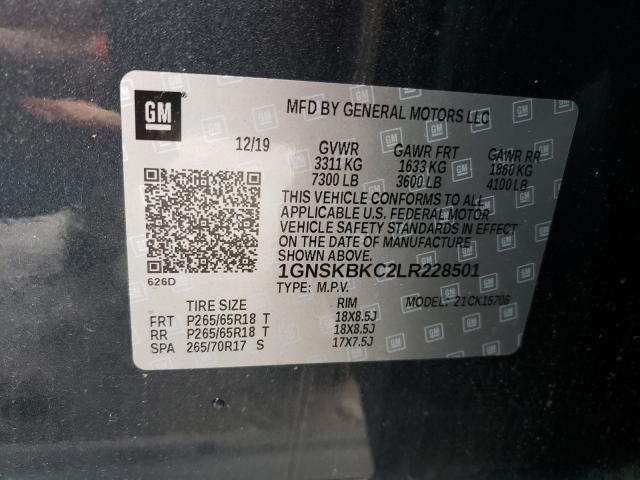 GM
MFD BY GENERAL MOTORS LLC
12/19 GVWR GAWR FRT GAWR RR
3311 KG 1633 KG 1860 KG
7300 LB 3600 LB 4100 LB
THIS VEHICLE CONFORMS TO ALL
APPLICABLE U.S. FEDERAL MOTOR
VEHICLE SAFETY STANDARDS IN EFFECT
ON THE DATE OF MANUFACTURE
SHOWN ABOVE.
1GNSKBKC2LR228501
626D
TYPE: M.P.V. MODEL: 21CK15706
TIRE SIZE RIM
FRT P265/65R18 T 18X8.5J
RR P265/65R18 T 18X8.5J
SPA 265/70R17 S 17X7.5J